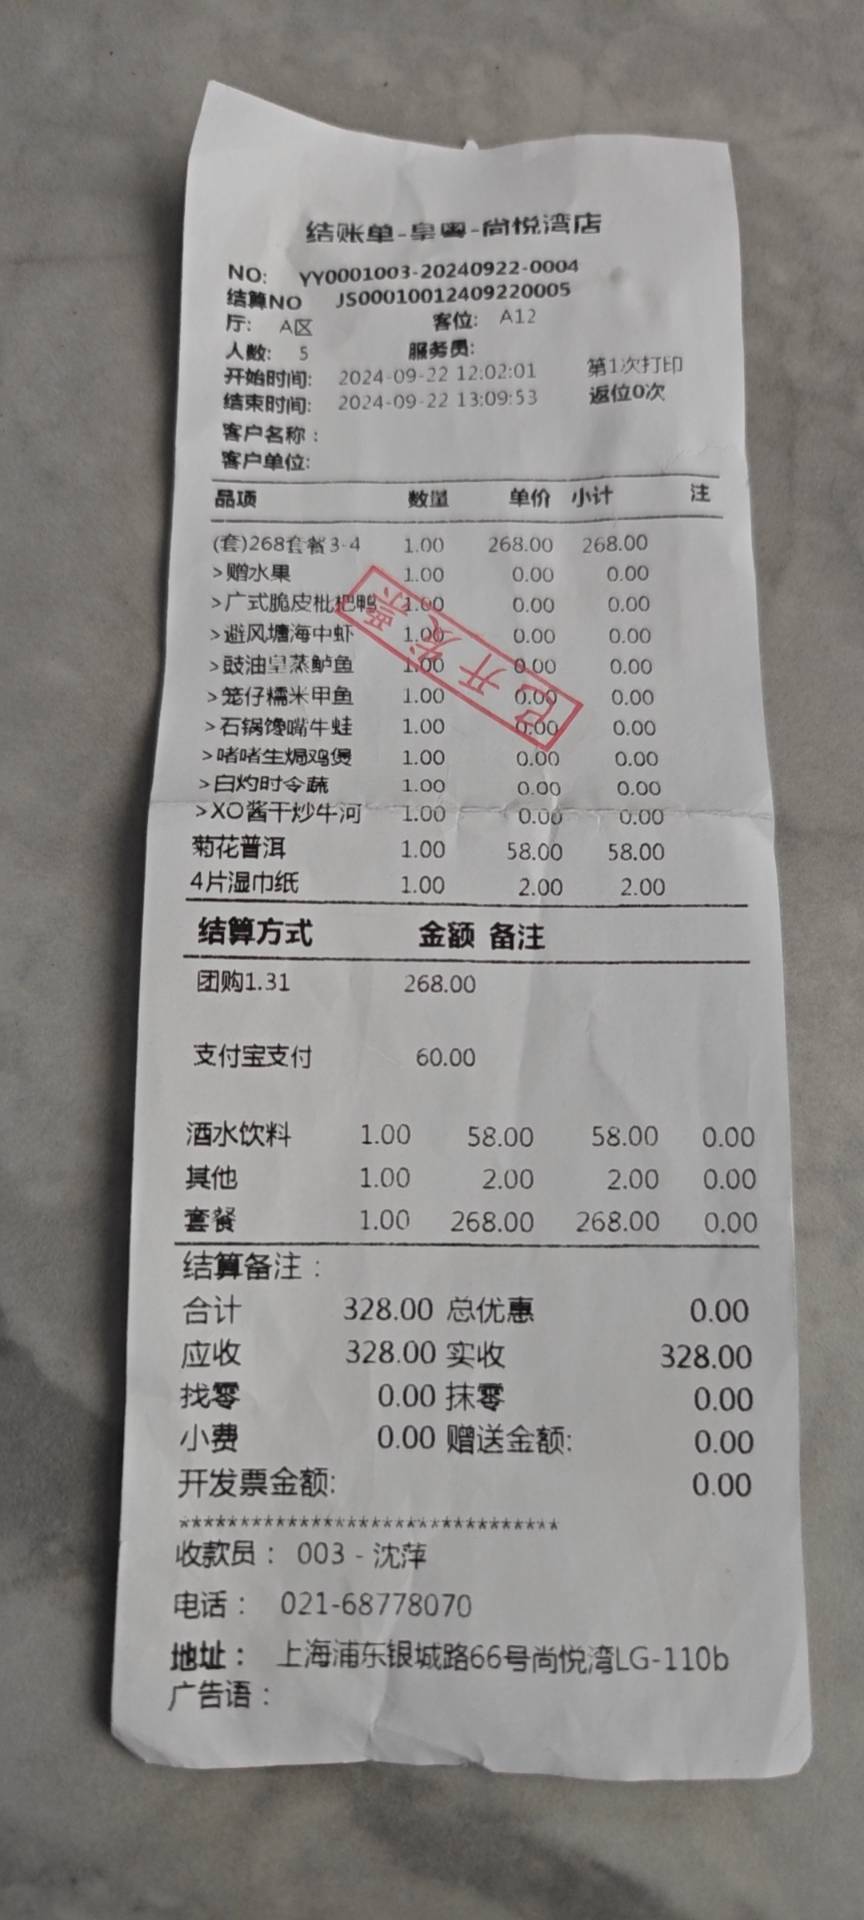 结账单-皇粤-尚悦湾店
NO: YY0001003-20240922-0004
结算NO JS00010012409220005
厅: A区 客位: A12
人数: 5 服务员:
开始时间: 2024-09-22 12:02:01 第1次打印
结束时间: 2024-09-22 13:09:53 返位0次
客户名称：
客户单位:
品项 数量 单价 小计 注
(套)268套餐3-4 1.00 268.00 268.00
>赠水果 1.00 0.00 0.00
>广式脆皮枇杷鸭 1.00 0.00 0.00
>避风塘海中虾 1.00 0.00 0.00
>豉油皇蒸鲈鱼 1.00 0.00 0.00
>笼仔糯米甲鱼 1.00 0.00 0.00
>石锅馋嘴牛蛙 1.00 0.00 0.00
>啫啫生焗鸡煲 1.00 0.00 0.00
>白灼时令蔬 1.00 0.00 0.00
>XO酱干炒牛河 1.00 0.00 0.00
已开发票
菊花普洱 1.00 58.00 58.00
4片湿巾纸 1.00 2.00 2.00
结算方式 金额 备注
团购1.31 268.00
支付宝支付 60.00
酒水饮料 1.00 58.00 58.00 0.00
其他 1.00 2.00 2.00 0.00
套餐 1.00 268.00 268.00 0.00
结算备注：
合计 328.00 总优惠 0.00
应收 328.00 实收 328.00
找零 0.00 抹零 0.00
小费 0.00 赠送金额: 0.00
开发票金额: 0.00
********************************
收款员： 003 - 沈萍
电话： 021-68778070
地址： 上海浦东银城路66号尚悦湾LG-110b
广告语：